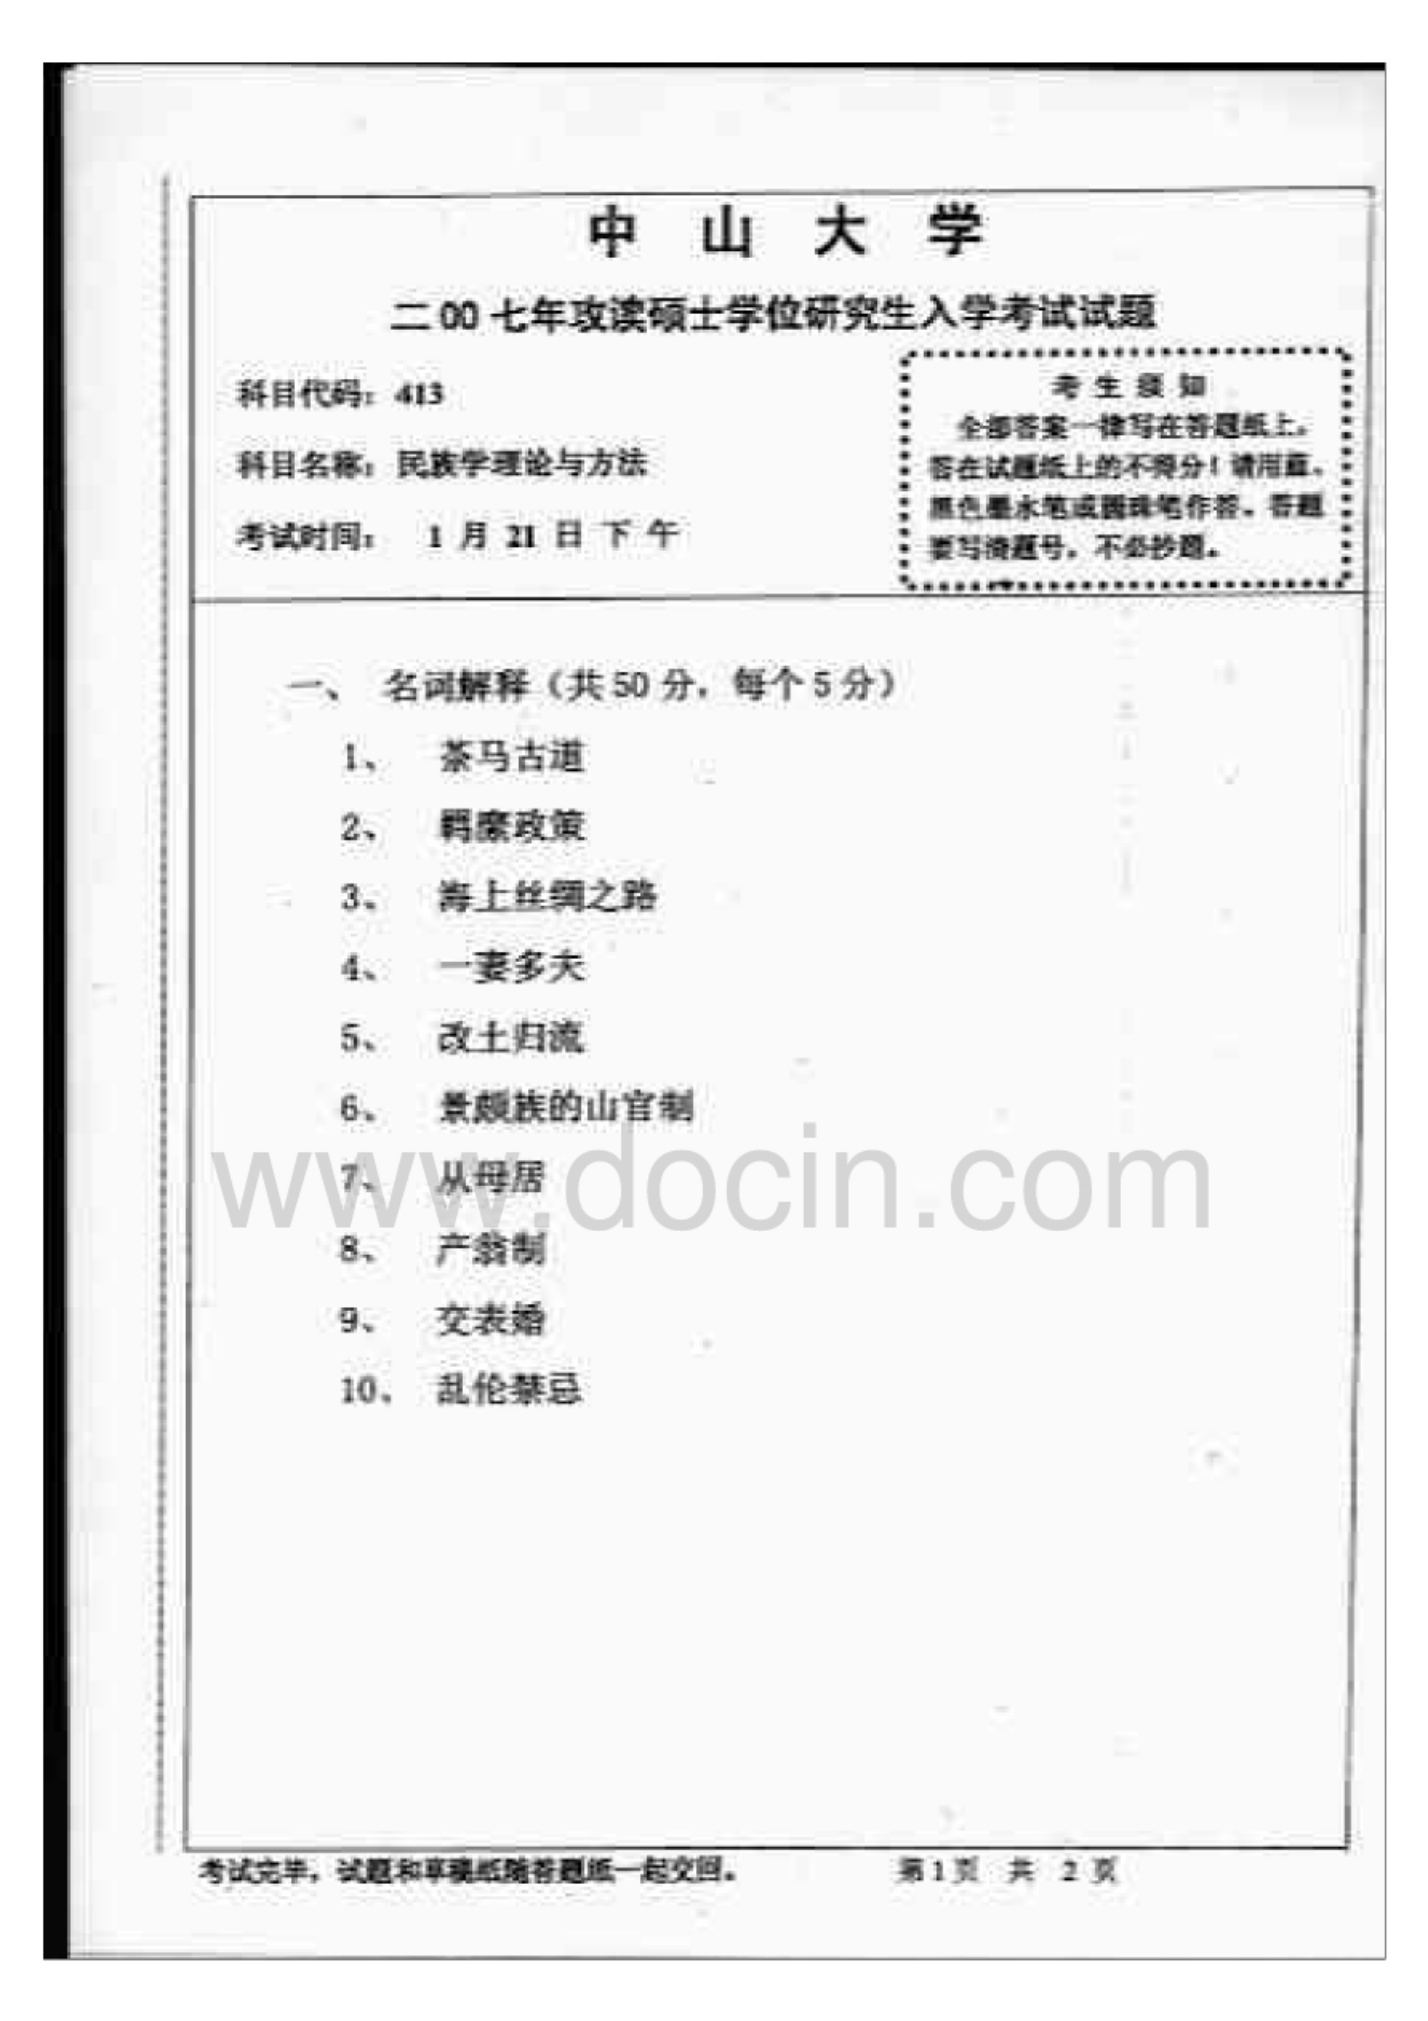 中 山 大 学
二00七年攻读硕士学位研究生入学考试试题
科目代码：413
科目名称：民族学理论与方法
考试时间： 1 月 21 日 下 午
考 生 须 知
全部答案一律写在答题纸上，
答在试题纸上的不得分！请用蓝、
黑色墨水笔或圆珠笔作答。答题
要写清题号，不必抄题。
一、 名词解释（共50分，每个5分）
1、 茶马古道
2、 羁縻政策
3、 海上丝绸之路
4、 一妻多夫
5、 改土归流
6、 景颇族的山官制
7、 从母居
8、 产翁制
9、 交表婚
10、 乱伦禁忌
www.docin.com
考试完毕，试题和草稿纸随答题纸一起交回。 第1页 共 2 页